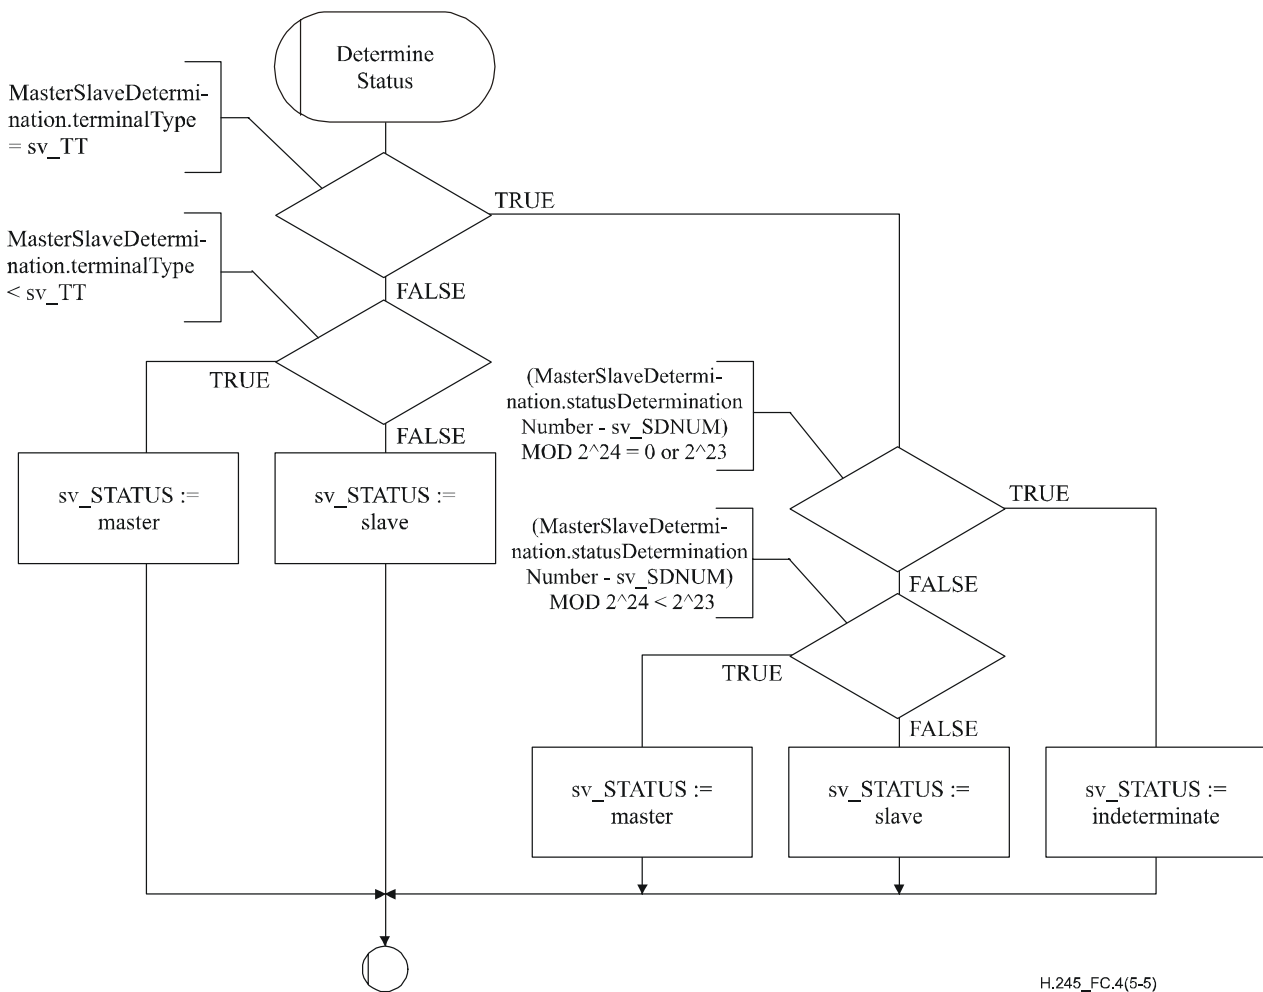 Determine
Status
MasterSlaveDetermi-
nation.terminalType
= sv_TT
TRUE
MasterSlaveDetermi-
nation.terminalType
< sv_TT
FALSE
TRUE
FALSE
(MasterSlaveDetermi-
nation.statusDetermination
Number - sv_SDNUM)
MOD 2^24 = 0 or 2^23
sv_STATUS :=
master
sv_STATUS :=
slave
TRUE
(MasterSlaveDetermi-
nation.statusDetermination
Number - sv_SDNUM)
MOD 2^24 < 2^23
FALSE
TRUE
FALSE
sv_STATUS :=
master
sv_STATUS :=
slave
sv_STATUS :=
indeterminate
H.245_FC.4(5-5)